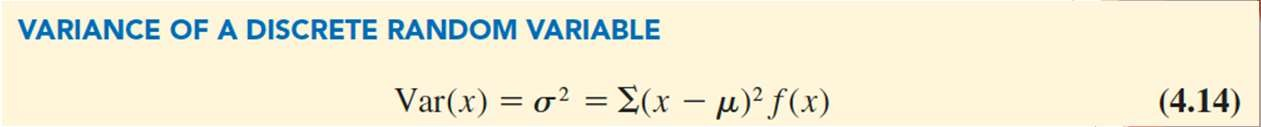 VARIANCE OF A DISCRETE RANDOM VARIABLE
Var(x) = σ² = Σ(x − μ)² f(x) (4.14)